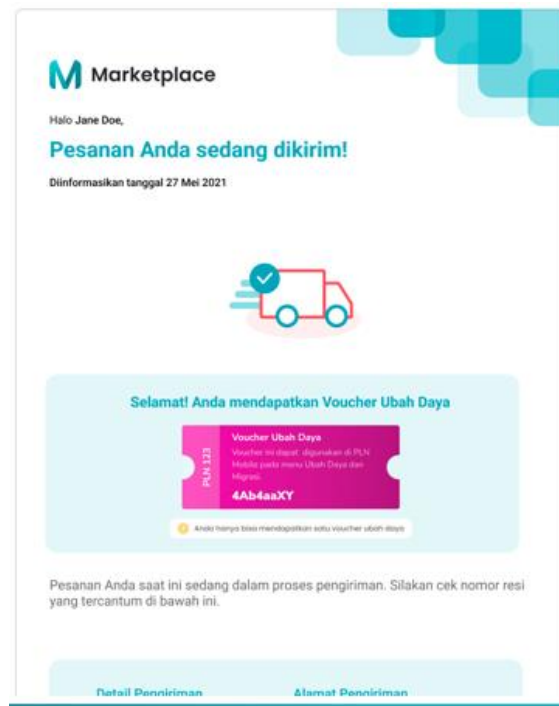 Marketplace
Halo Jane Doe,
Pesanan Anda sedang dikirim!
Diinformasikan tanggal 27 Mei 2021
Selamat! Anda mendapatkan Voucher Ubah Daya
PLN 123
Voucher Ubah Daya
Voucher ini dapat digunakan di PLN
Mobile pada menu Ubah Daya dan
Migrasi.
4Ab4aaXY
Anda hanya bisa mendapatkan satu voucher ubah daya
Pesanan Anda saat ini sedang dalam proses pengiriman. Silakan cek nomor resi
yang tercantum di bawah ini.
Detail Pengiriman Alamat Pengiriman